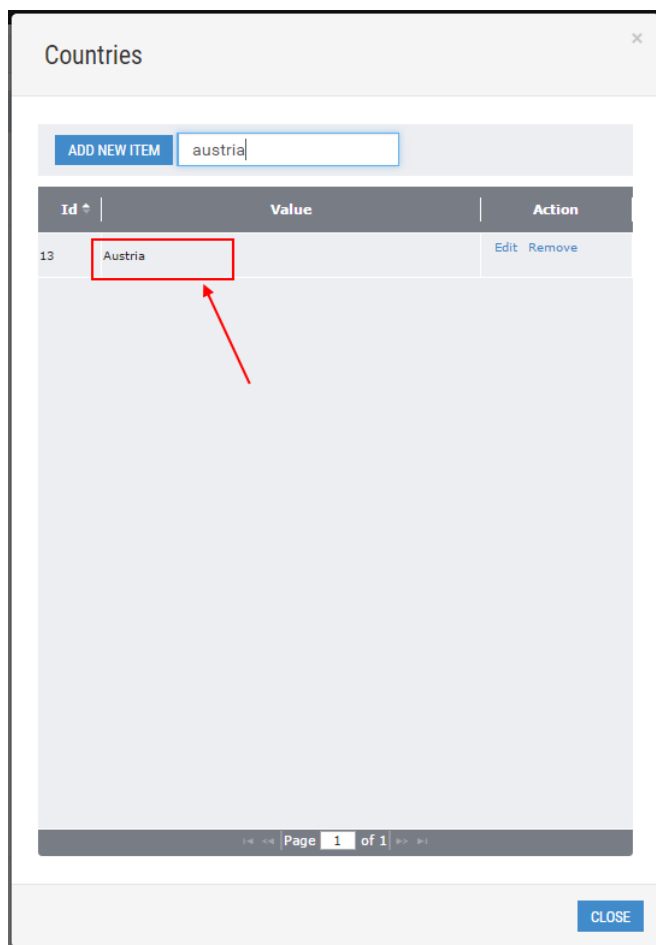 Countries
×
ADD NEW ITEM austria
Id Value Action
13 Austria Edit Remove
Page 1 of 1
CLOSE